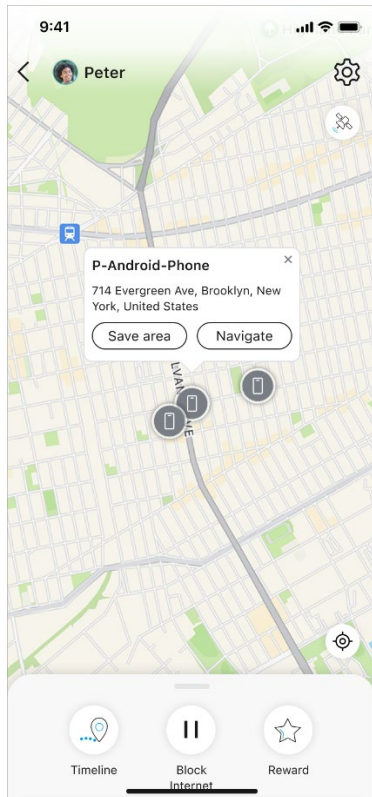 9:41
Peter
P-Android-Phone
714 Evergreen Ave, Brooklyn, New
York, United States
Save area
Navigate
Timeline
Block
Internet
Reward